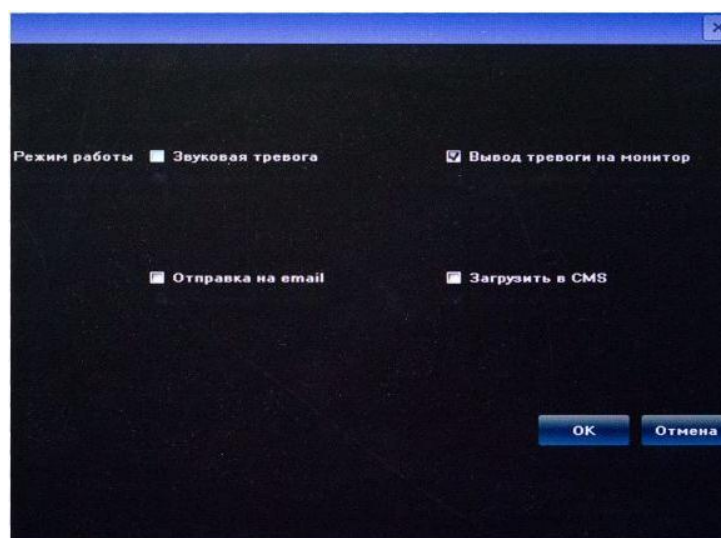 Режим работы Звуковая тревога Вывод тревоги на монитор
Отправка на email Загрузить в CMS
OK Отмена